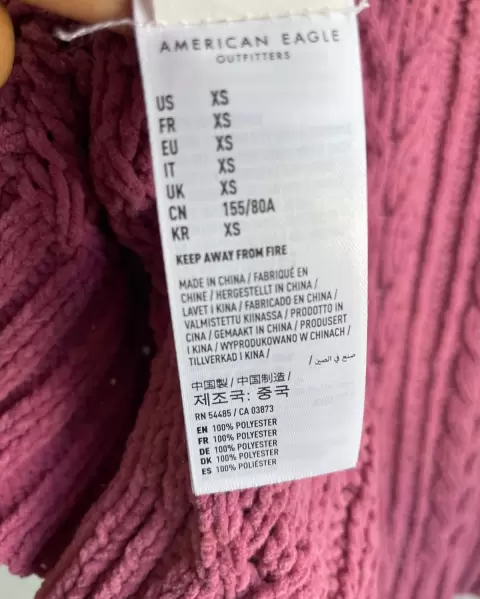 AMERICAN EAGLE
OUTFITTERS
US XS
FR XS
EU XS
IT XS
UK XS
CN 155/80A
KR XS
KEEP AWAY FROM FIRE
MADE IN CHINA / FABRIQUÉ EN
CHINE / HERGESTELLT IN CHINA /
LAVET I KINA / FABRICADO EN CHINA /
VALMISTETTU KIINASSA / PRODOTTO IN
CINA / GEMAAKT IN CHINA / PRODUSERT
I KINA / WYPRODUKOWANO W CHINACH /
TILLVERKAD I KINA /
صنع في الصين /
中国製 / 中国制造 /
제조국: 중국
RN 54485 / CA 03873
EN 100% POLYESTER
FR 100% POLYESTER
DE 100% POLYESTER
DK 100% POLYESTER
ES 100% POLIÉSTER